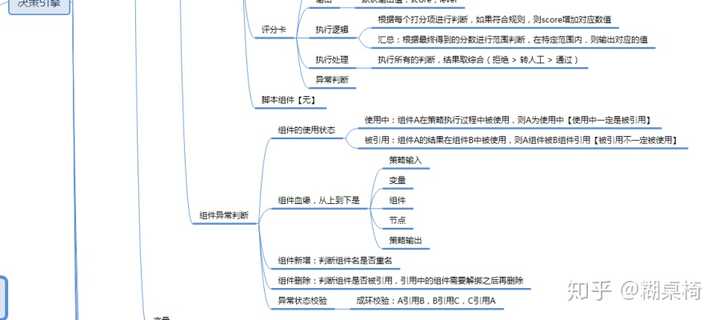 决策引擎
评分卡
执行逻辑
根据每个打分项进行判断，如果符合规则，则score增加对应数值
汇总：根据最终得到的分数进行范围判断，在特定范围内，则输出对应的值
执行处理
执行所有的判断，结果取综合（拒绝 > 转人工 > 通过）
异常判断
脚本组件【无】
组件异常判断
组件的使用状态
使用中：组件A在策略执行过程中被使用，则A为使用中【使用中一定是被引用】
被引用：组件A的结果在组件B中被使用，则A组件被B组件引用【被引用不一定被使用】
组件血缘，从上到下是
策略输入
变量
组件
节点
策略输出
组件新增：判断组件名是否重名
组件删除：判断组件是否被引用，引用中的组件需要解绑之后再删除
异常状态校验
成环校验：A引用B，B引用C，C引用A
知乎 @糊桌椅